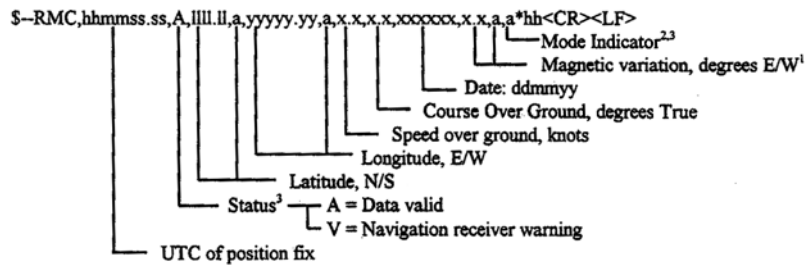 $--RMC,hhmmss.ss,A,llll.ll,a,yyyyy.yy,a,x.x,x.x,xxxxxx,x.x,a,a*hh<CR><LF>
Mode Indicator2,3
Magnetic variation, degrees E/W1
Date: ddmmyy
Course Over Ground, degrees True
Speed over ground, knots
Longitude, E/W
Latitude, N/S
Status3 A = Data valid
V = Navigation receiver warning
UTC of position fix